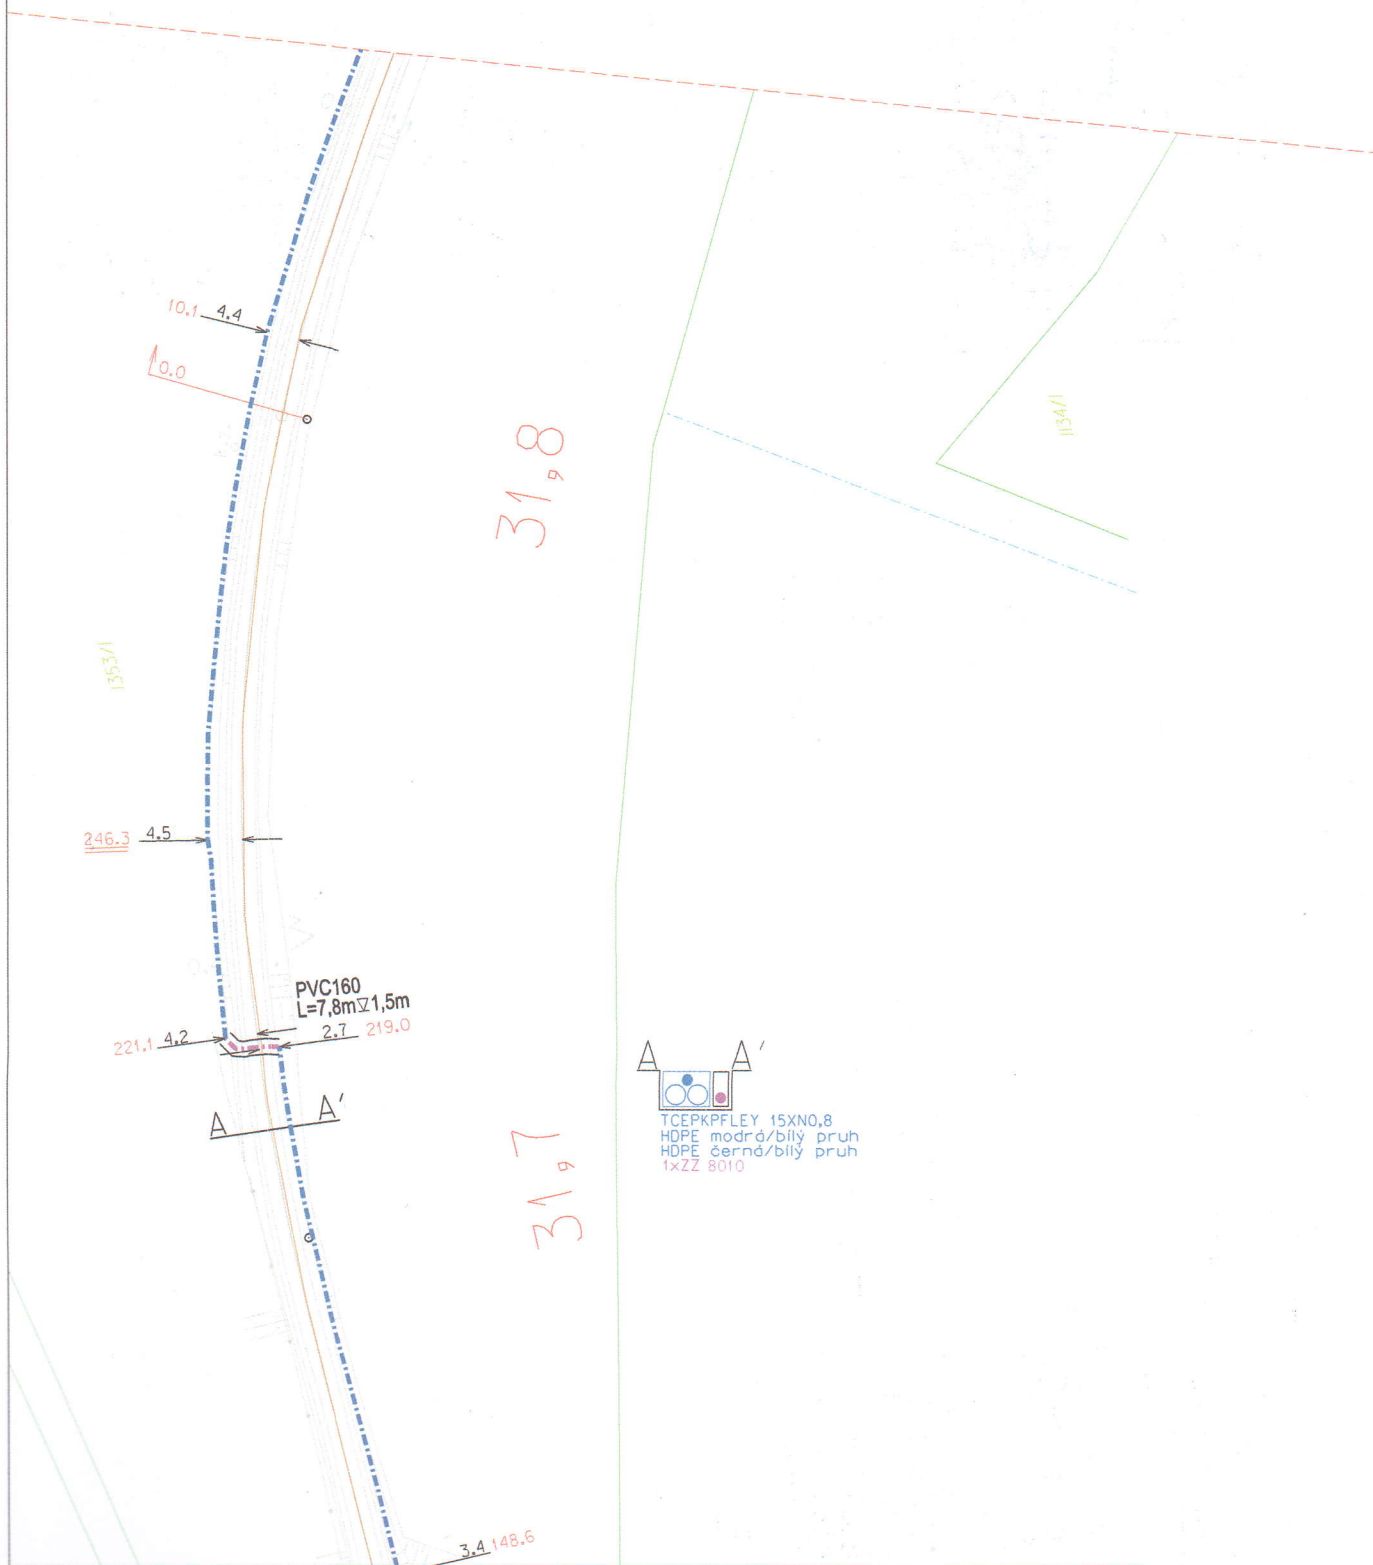 10.1 4.4
0.0
31,8
1134/1
1353/1
246.3 4.5
PVC160
L=7,8m 1,5m
221.1 4.2
2.7 219.0
A A'
A A'
TCEPKPFLEY 15XN0,8
HDPE modrá/bílý pruh
HDPE černá/bílý pruh
1xZZ 8010
31,7
3.4 148.6